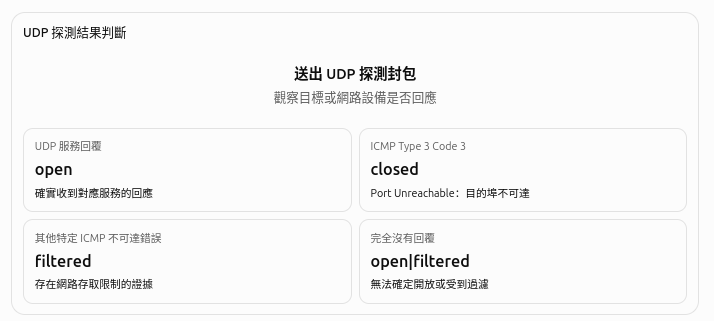 UDP 探測結果判斷
送出 UDP 探測封包
觀察目標或網路設備是否回應
UDP 服務回覆
open
確實收到對應服務的回應
ICMP Type 3 Code 3
closed
Port Unreachable：目的埠不可達
其他特定 ICMP 不可達錯誤
filtered
存在網路存取限制的證據
完全沒有回覆
open|filtered
無法確定開放或受到過濾